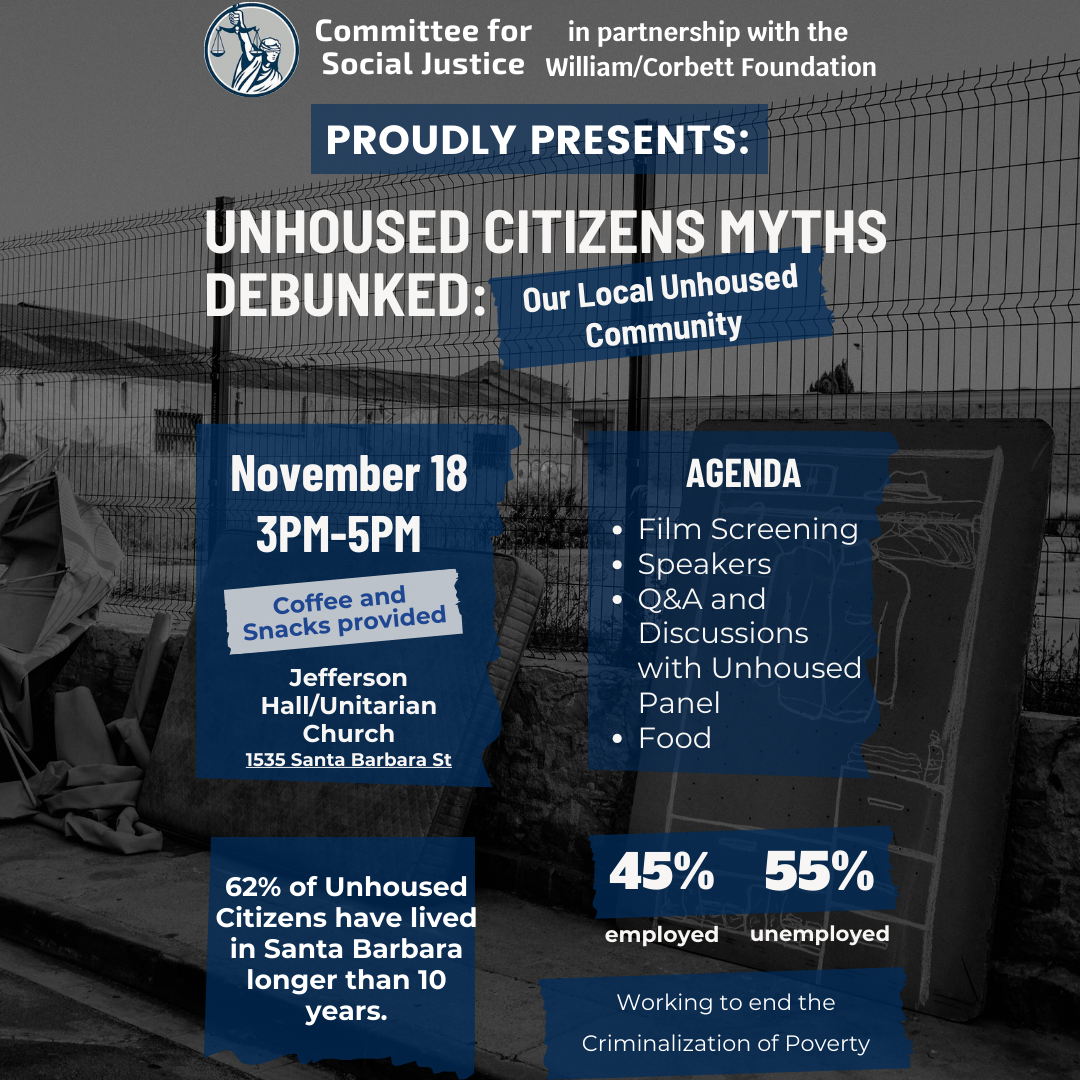 Committee for
Social Justice
in partnership with the
William/Corbett Foundation
PROUDLY PRESENTS:
UNHOUSED CITIZENS MYTHS
DEBUNKED:
Our Local Unhoused
Community
November 18
3PM-5PM
Coffee and
Snacks provided
Jefferson
Hall/Unitarian
Church
1535 Santa Barbara St
AGENDA
• Film Screening
• Speakers
• Q&A and
Discussions
with Unhoused
Panel
• Food
62% of Unhoused
Citizens have lived
in Santa Barbara
longer than 10
years.
45% 55%
employed unemployed
Working to end the
Criminalization of Poverty